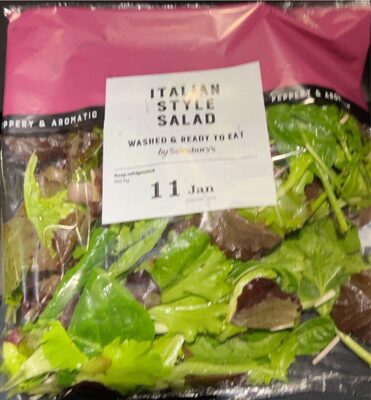 ITALIAN
STYLE
SALAD
WASHED & READY TO EAT
by Sainsbury's
Keep refrigerated
Use by
11 Jan
PEPPERY & AROMATIC
PEPPERY & AROMATIC